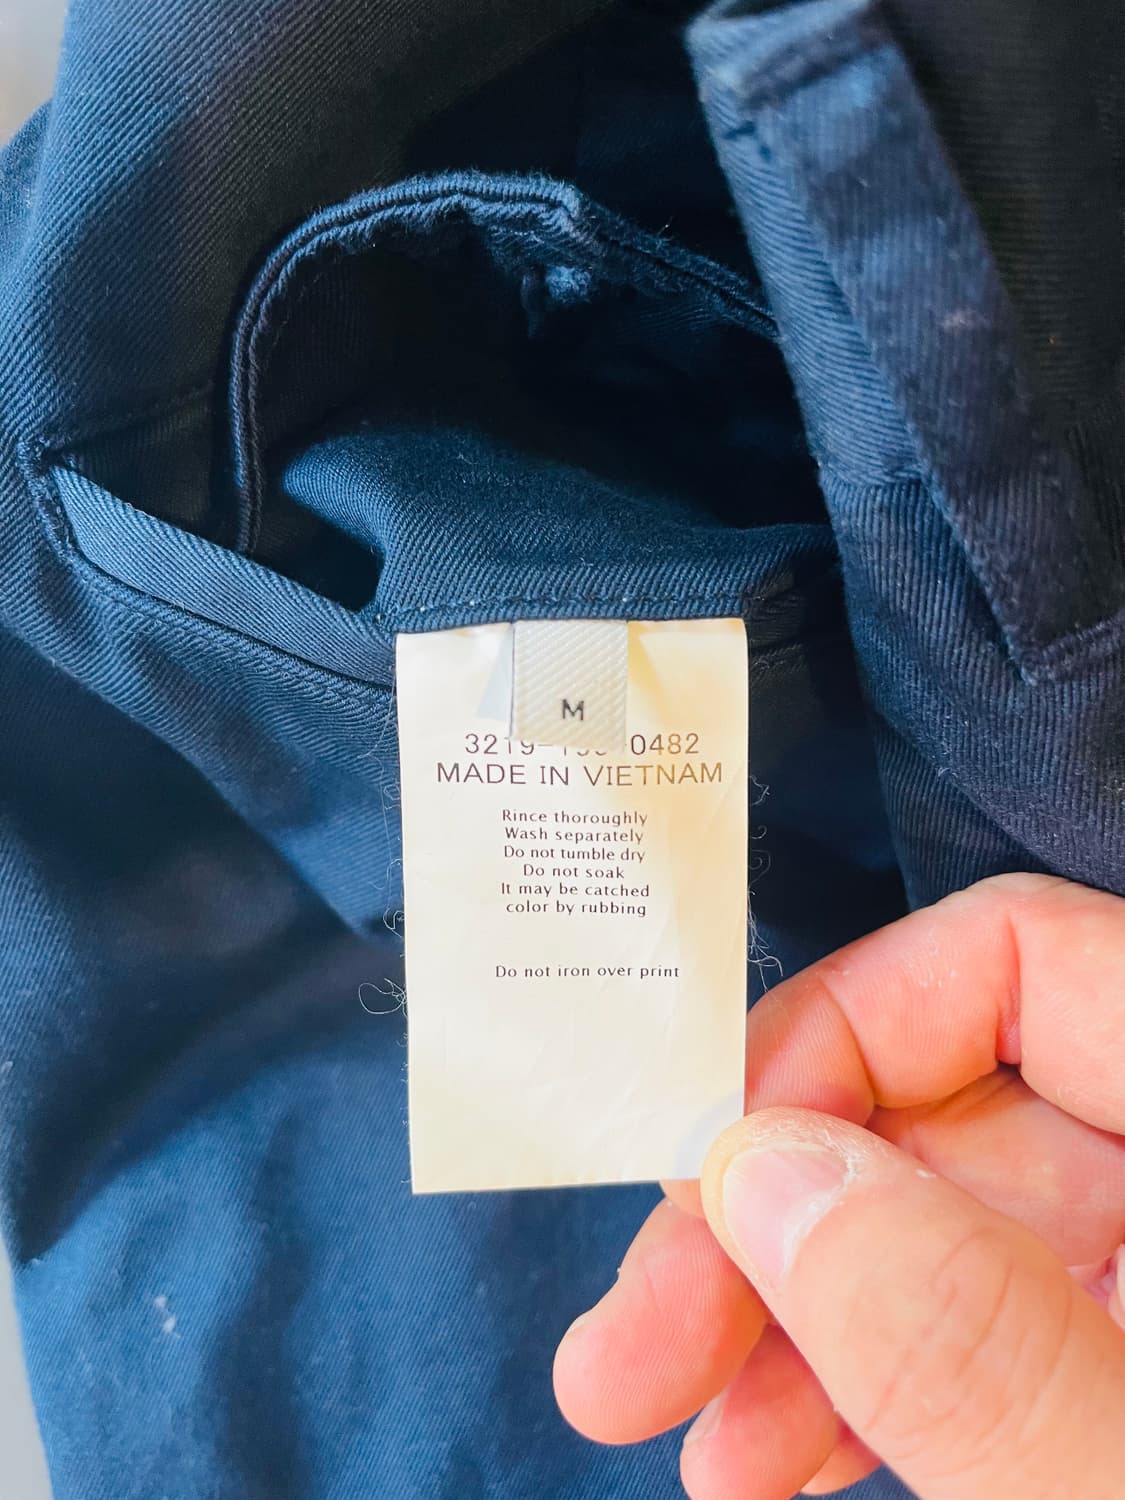 M
0482
MADE IN VIETNAM
Rince thoroughly
Wash separately
Do not tumble dry
Do not soak
It may be catched
color by rubbing
Do not iron over print